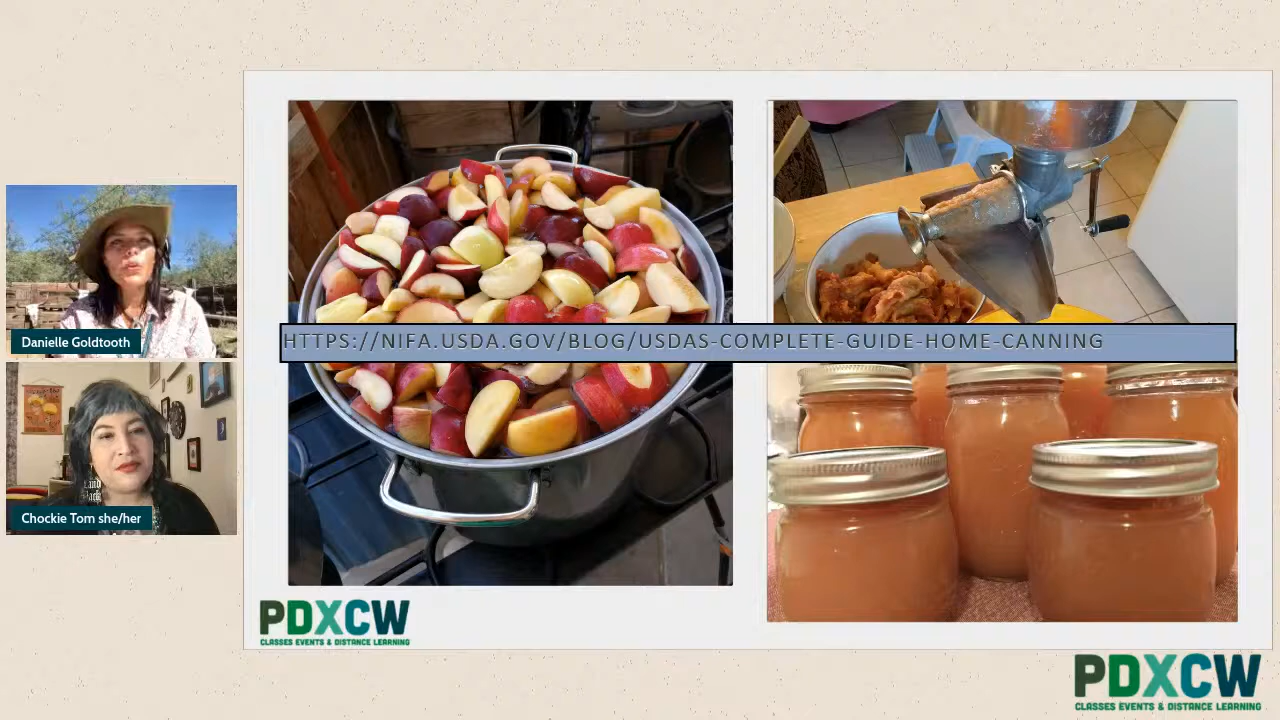 Danielle Goldtooth
Chockie Tom she/her
HTTPS://NIFA.USDA.GOV/BLOG/USDAS-COMPLETE-GUIDE-HOME-CANNING
PDXCW
CLASSES EVENTS & DISTANCE LEARNING
PDXCW
CLASSES EVENTS & DISTANCE LEARNING